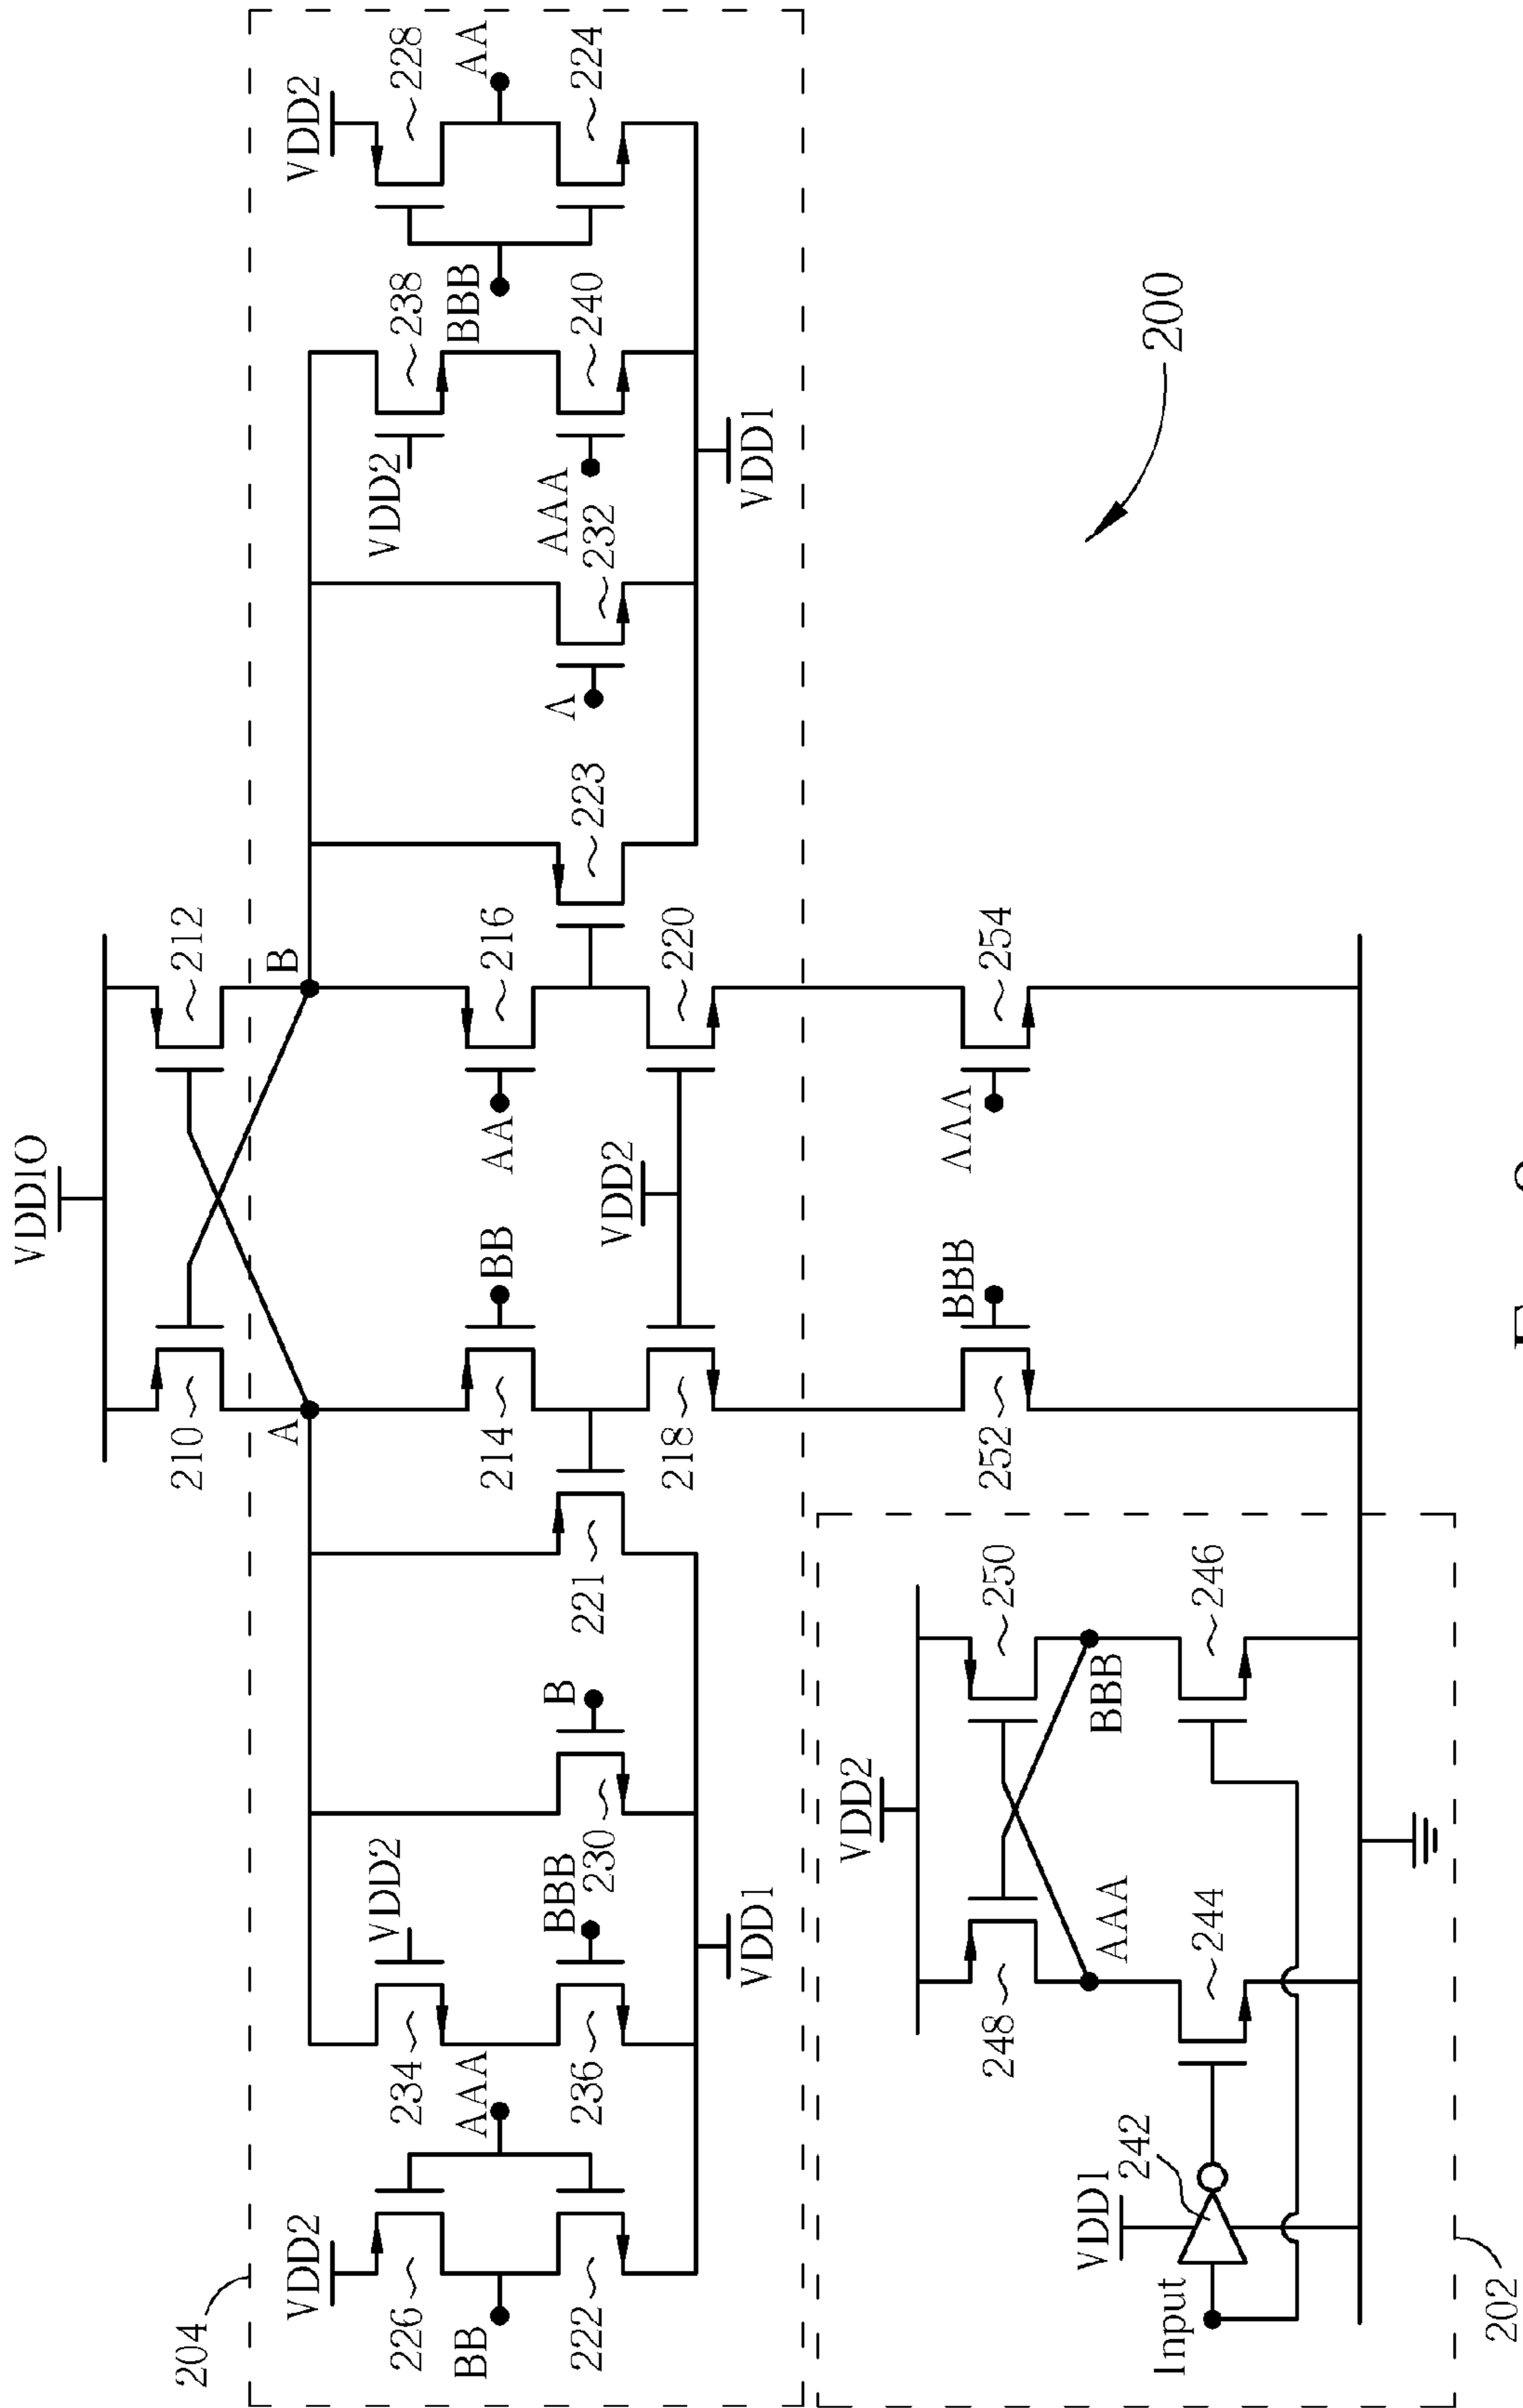 VDDIO
210
212
A
B
204
VDD2
226
BB
222
AAA
234
236
VDD2
BBB
230
B
221
VDD1
214
BB
218
VDD2
AA
216
220
223
A
232
VDD2
238
AAA
240
BBB
VDD2
228
AA
224
VDD1
252
BBB
AAA
254
VDD2
248
250
AAA
BBB
244
246
VDD1
242
Input
202
200